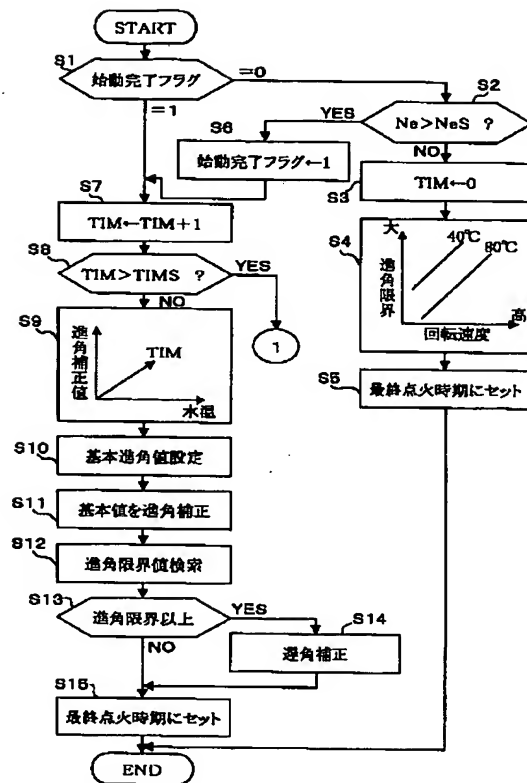 START
S1
始動完了フラグ
=0
=1
S2
Ne>NeS ?
YES
NO
S6
始動完了フラグ←1
S3
TIM←0
S7
TIM←TIM+1
S4
大
進角限界
40℃
80℃
高
回転速度
S8
TIM>TIMS ?
YES
NO
1
S9
進角補正値
TIM
水温
S5
最終点火時期にセット
S10
基本進角値設定
S11
基本値を進角補正
S12
進角限界値検索
S13
進角限界以上
YES
NO
S14
遅角補正
S15
最終点火時期にセット
END